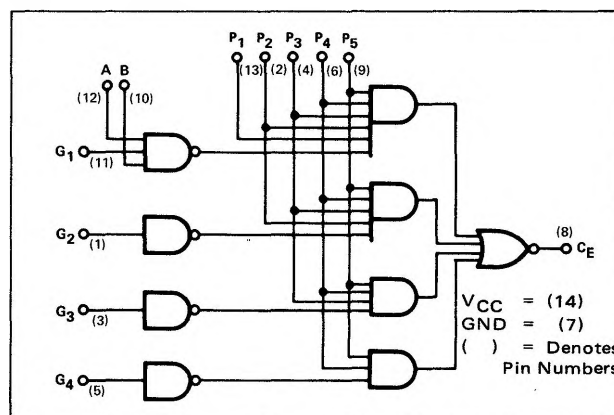 P1 P2 P3 P4 P5
(13) (2) (4) (6) (9)
A B
(12) (10)
G1 (11)
G2 (1)
G3 (3)
G4 (5)
(8)
CE
VCC = (14)
GND = (7)
( ) = Denotes
Pin Numbers